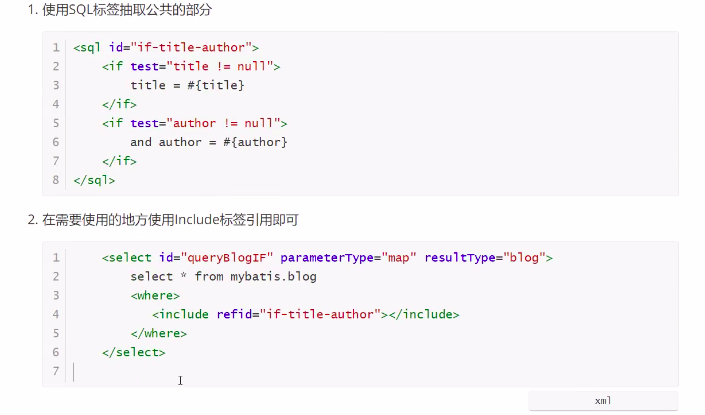 1. 使用SQL标签抽取公共的部分
1 <sql id="if-title-author">
2     <if test="title != null">
3         title = #{title}
4     </if>
5     <if test="author != null">
6         and author = #{author}
7     </if>
8 </sql>
2. 在需要使用的地方使用Include标签引用即可
1     <select id="queryBlogIF" parameterType="map" resultType="blog">
2         select * from mybatis.blog
3         <where>
4            <include refid="if-title-author"></include>
5         </where>
6     </select>
7
xml